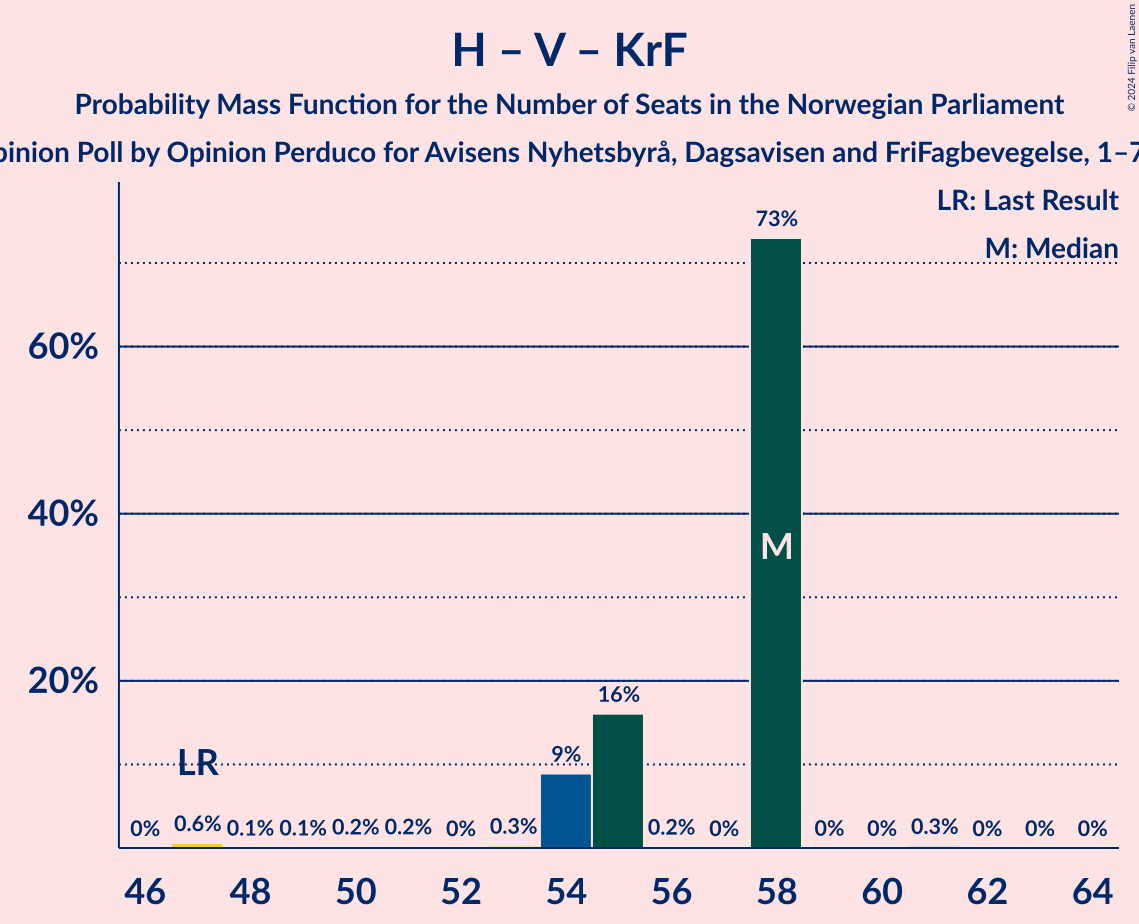 H – V – KrF
Probability Mass Function for the Number of Seats in the Norwegian Parliament
Poll by Opinion Perduco for Avisens Nyhetsbyrå, Dagsavisen and FriFagbevegelse,
© 2024 Filip van Laenen
LR: Last Result
M: Median
73%
60%
40%
M
20%
16%
9%
LR
0% 0.6% 0.1% 0.1% 0.2% 0.2% 0% 0.3% 0.2% 0% 0% 0% 0.3% 0% 0% 0%
46 48 50 52 54 56 58 60 62 64